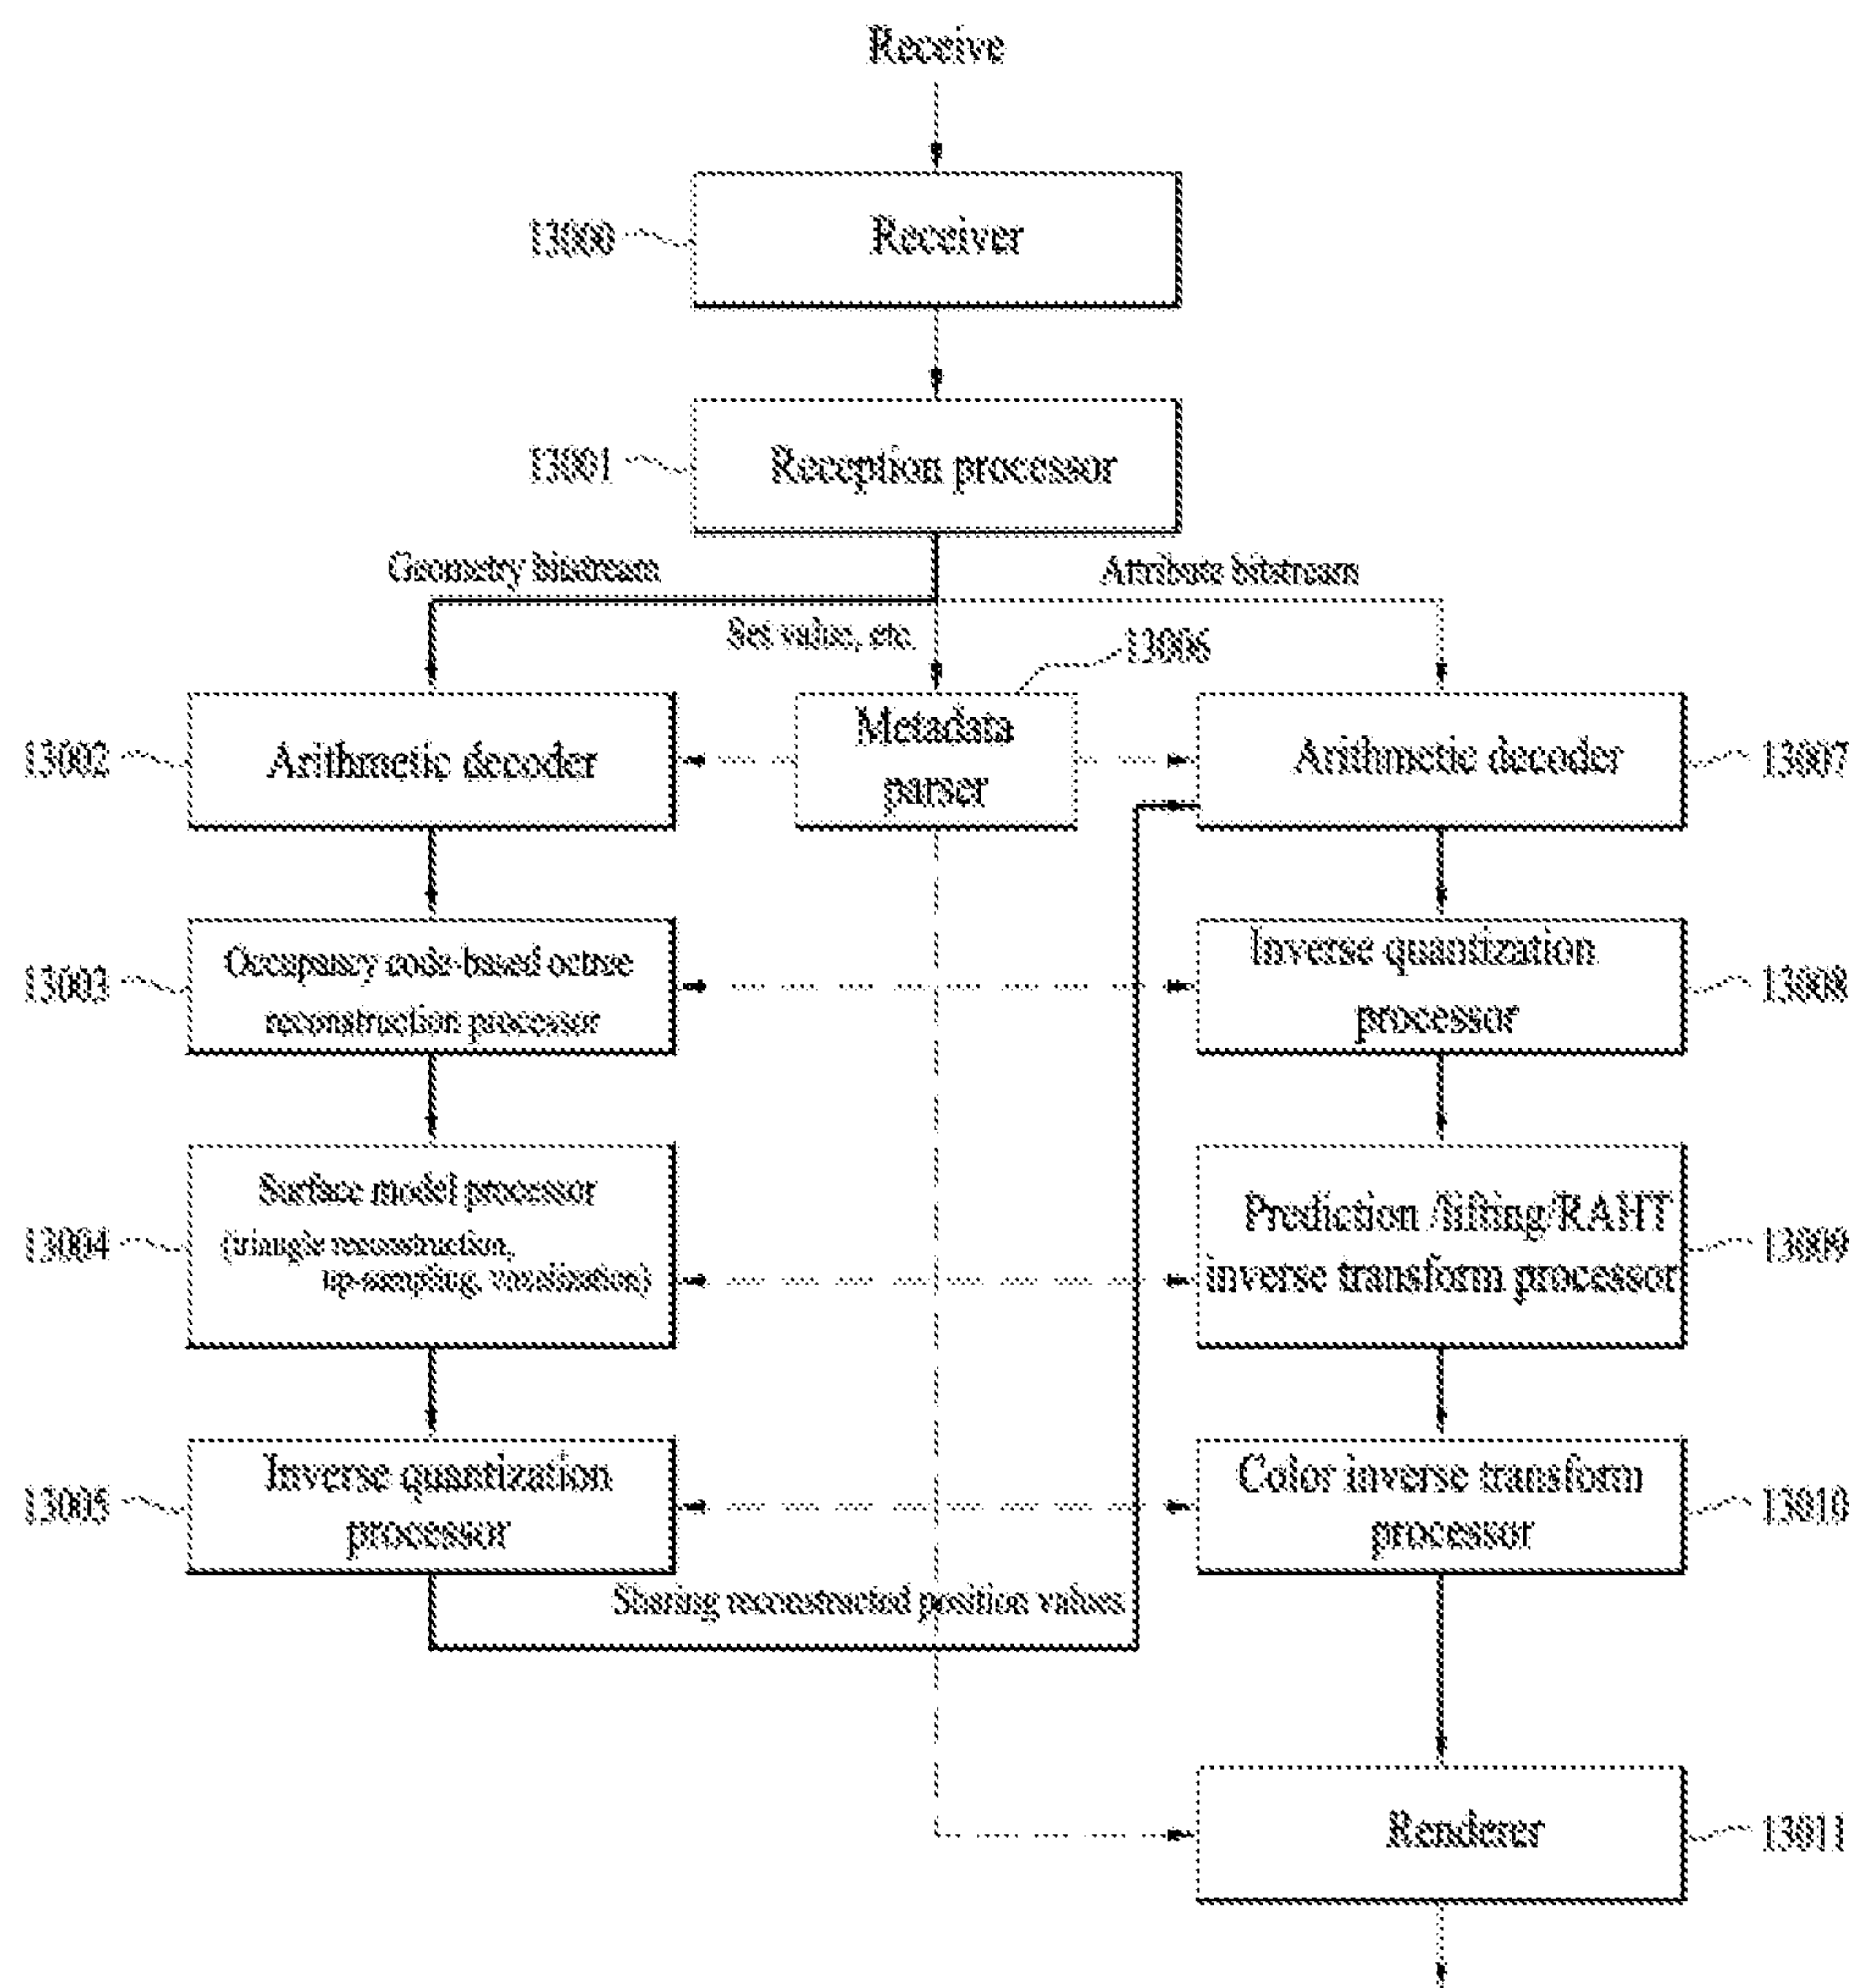 Receive
13000
Receiver
13001
Reception processor
Geometry bitstream
Attribute bitstream
Set value, etc.
13006
13002
Arithmetic decoder
Metadata
parser
Arithmetic decoder
13007
13003
Occupancy code-based octree
reconstruction processor
Inverse quantization
processor
13008
13004
Surface model processor
(triangle reconstruction,
up-sampling, voxelization)
Prediction /lifting/RAHT
inverse transform processor
13009
13005
Inverse quantization
processor
Color inverse transform
processor
13010
Sharing reconstructed position values
Renderer
13011